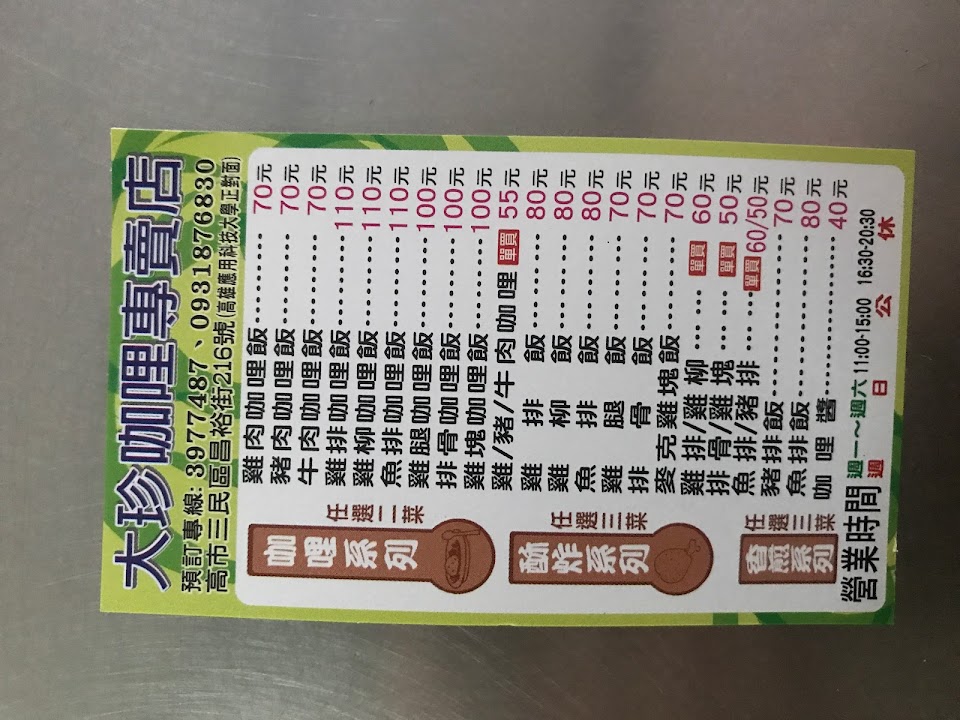 大珍咖哩專賣店
預訂專線: 3977487、0931876830
高市三民區昌裕街216號(高雄應用科技大學正對面)
咖哩系列
任選二菜
雞肉咖哩飯............70元
豬肉咖哩飯............70元
牛肉咖哩飯............70元
雞排咖哩飯............110元
雞柳咖哩飯............110元
魚排咖哩飯............110元
雞腿咖哩飯............100元
排骨咖哩飯............100元
雞塊咖哩飯............100元
雞/豬/牛肉咖哩 單買 55元
酥炸系列
任選三菜
雞排飯............80元
雞柳飯............80元
魚排飯............80元
雞腿飯............70元
排骨飯............70元
麥克雞塊飯............70元
雞排/雞柳...... 單買 60元
排骨/雞塊...... 單買 50元
魚排/豬排...... 單買 60/50元
香煎系列
任選三菜
豬排飯............70元
魚排飯............80元
咖哩醬............40元
營業時間 週一~週六 11:00-15:00 16:30-20:30
週日公休